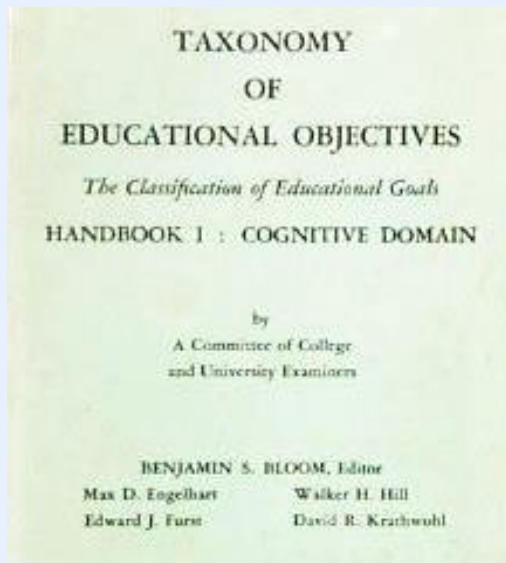 TAXONOMY
OF
EDUCATIONAL OBJECTIVES
The Classification of Educational Goals
HANDBOOK I : COGNITIVE DOMAIN
by
A Committee of College
and University Examiners
BENJAMIN S. BLOOM, Editor
Max D. Engelhart Walker H. Hill
Edward J. Furst David R. Krathwohl